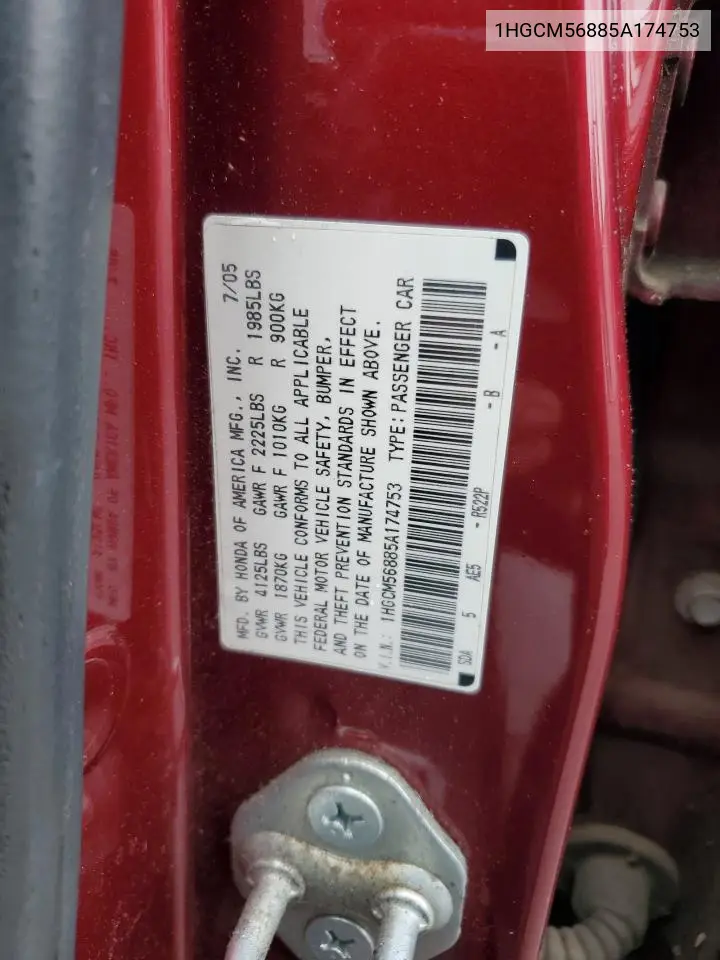 1HGCM56885A174753
MFD. BY HONDA OF AMERICA MFG., INC. 7/05
GVWR 4125LBS GAWR F 2225LBS R 1985LBS
GVWR 1870KG GAWR F 1010KG R 900KG
THIS VEHICLE CONFORMS TO ALL APPLICABLE
FEDERAL MOTOR VEHICLE SAFETY, BUMPER,
AND THEFT PREVENTION STANDARDS IN EFFECT
ON THE DATE OF MANUFACTURE SHOWN ABOVE.
V.I.N.: 1HGCM56885A174753 TYPE: PASSENGER CAR
SDA 5 AE5 - R522P - B - A